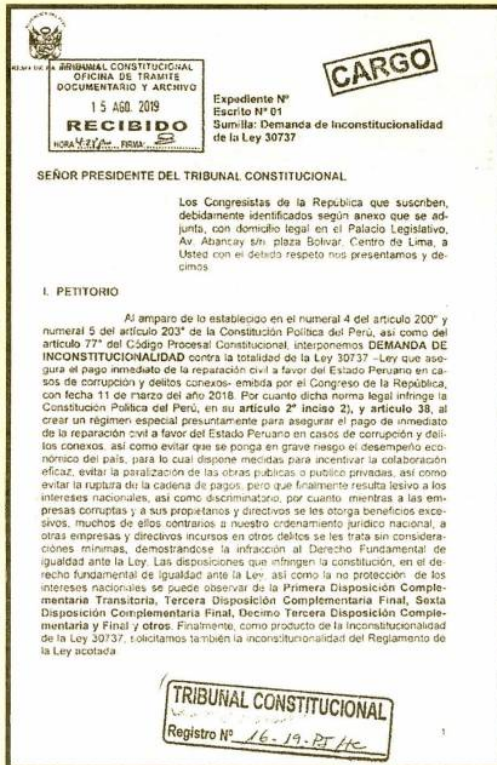 TRIBUNAL CONSTITUCIONAL
OFICINA DE TRAMITE
DOCUMENTARIO Y ARCHIVO
15 AGO. 2019
RECIBIDO
HORA FIRMA:
CARGO
Expediente Nº
Escrito Nº 01
Sumilla: Demanda de Inconstitucionalidad
de la Ley 30737
SEÑOR PRESIDENTE DEL TRIBUNAL CONSTITUCIONAL
Los Congresistas de la República que suscriben,
debidamente identificados según anexo que se ad-
junta, con domicilio legal en el Palacio Legislativo,
Av. Abancay s/n. plaza Bolivar, Centro de Lima, a
Usted con el debido respeto nos presentamos y de-
cimos
I. PETITORIO
Al amparo de lo establecido en el numeral 4 del articulo 200° y
numeral 5 del artículo 203° de la Constitución Política del Perú, así como del
articulo 77° del Código Procesal Constitucional, interponemos DEMANDA DE
INCONSTITUCIONALIDAD contra la totalidad de la Ley 30737 –Ley que ase-
gura el pago inmediato de la reparación civil a favor del Estado Peruano en ca-
sos de corrupción y delitos conexos- emitida por el Congreso de la República,
con fecha 11 de marzo del año 2018. Por cuanto dicha norma legal infringe la
Constitución Politica del Perú, en su articulo 2° inciso 2), y articulo 38, al
crear un régimen especial presuntamente para asegurar el pago de inmediato
de la reparación civil a favor del Estado Peruano en casos de corrupción y deli-
tos conexos, así como evitar que se ponga en grave riesgo el desempeño eco-
nómico del país, para lo cual dispone medidas para incentivar la colaboración
eficaz, evitar la paralización de las obras públicas o publico privadas, así como
evitar la ruptura de la cadena de pagos, pero que finalmente resulta lesivo a los
intereses nacionales, así como discriminatorio, por cuanto mientras a las em-
presas corruptas y a sus propietarios y directivos se les otorga beneficios exce-
sivos, muchos de ellos contrarios a nuestro ordenamiento jurídico nacional, a
otras empresas y directivos incursos en otros delitos se les trata sin considera-
ciones mínimas, demostrándose la infracción al Derecho Fundamental de
igualdad ante la Ley. Las disposiciones que infringen la constitución, en el de-
recho fundamental de igualdad ante la Ley, así como la no protección de los
intereses nacionales se puede observar de la Primera Disposición Comple-
mentaria Transitoria, Tercera Disposición Complementaria Final, Sexta
Disposición Complementaria Final, Decimo Tercera Disposición Comple-
mentaria y Final y otros. Finalmente, como producto de la Inconstitucionalidad
de la Ley 30737, solicitamos también la inconstitucionalidad del Reglamento de
la Ley acotada
TRIBUNAL CONSTITUCIONAL
Registro Nº 16-19-PI/TC
1